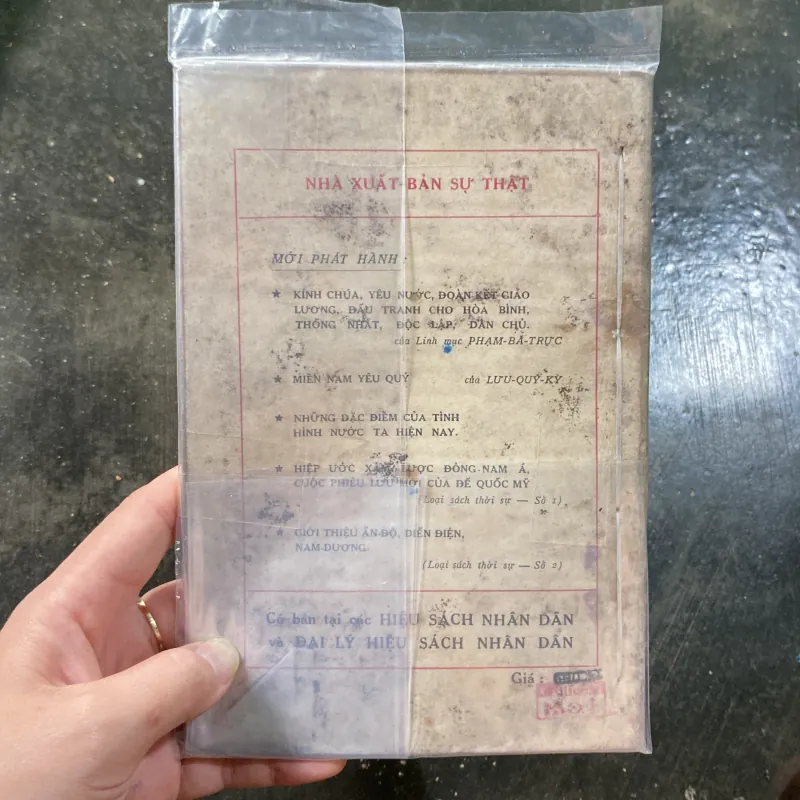 NHÀ XUẤT-BẢN SỰ THẬT
MỚI PHÁT HÀNH :
★ KÍNH CHÚA, YÊU NƯỚC, ĐOÀN KẾT GIÁO
LƯƠNG, ĐẤU TRANH CHO HÒA BÌNH,
THỐNG NHẤT, ĐỘC LẬP, DÂN CHỦ.
của Linh mục PHẠM-BÁ-TRỰC
★ MIỀN NAM YÊU QUÝ của LƯU-QUÝ-KỲ
★ NHỮNG ĐẶC ĐIỂM CỦA TÌNH
HÌNH NƯỚC TA HIỆN NAY.
★ HIỆP ƯỚC XÂM LƯỢC ĐÔNG-NAM Á,
CUỘC PHIÊU LƯU MỚI CỦA ĐẾ QUỐC MỸ
(Loại sách thời sự — Số 1)
★ GIỚI THIỆU ẤN-ĐỘ, DIẾN ĐIỆN,
NAM-DƯƠNG.
(Loại sách thời sự — Số 2)
Có bán tại các HIỆU SÁCH NHÂN DÂN
và ĐẠI LÝ HIỆU SÁCH NHÂN DÂN
Giá :